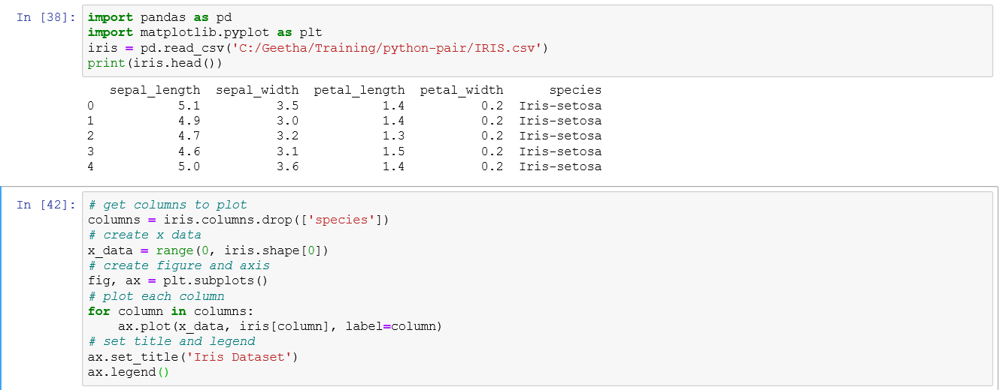 In [38]: import pandas as pd
import matplotlib.pyplot as plt
iris = pd.read_csv('C:/Geetha/Training/python-pair/IRIS.csv')
print(iris.head())
sepal_length  sepal_width  petal_length  petal_width      species
0           5.1          3.5           1.4          0.2  Iris-setosa
1           4.9          3.0           1.4          0.2  Iris-setosa
2           4.7          3.2           1.3          0.2  Iris-setosa
3           4.6          3.1           1.5          0.2  Iris-setosa
4           5.0          3.6           1.4          0.2  Iris-setosa
In [42]: # get columns to plot
columns = iris.columns.drop(['species'])
# create x data
x_data = range(0, iris.shape[0])
# create figure and axis
fig, ax = plt.subplots()
# plot each column
for column in columns:
    ax.plot(x_data, iris[column], label=column)
# set title and legend
ax.set_title('Iris Dataset')
ax.legend()